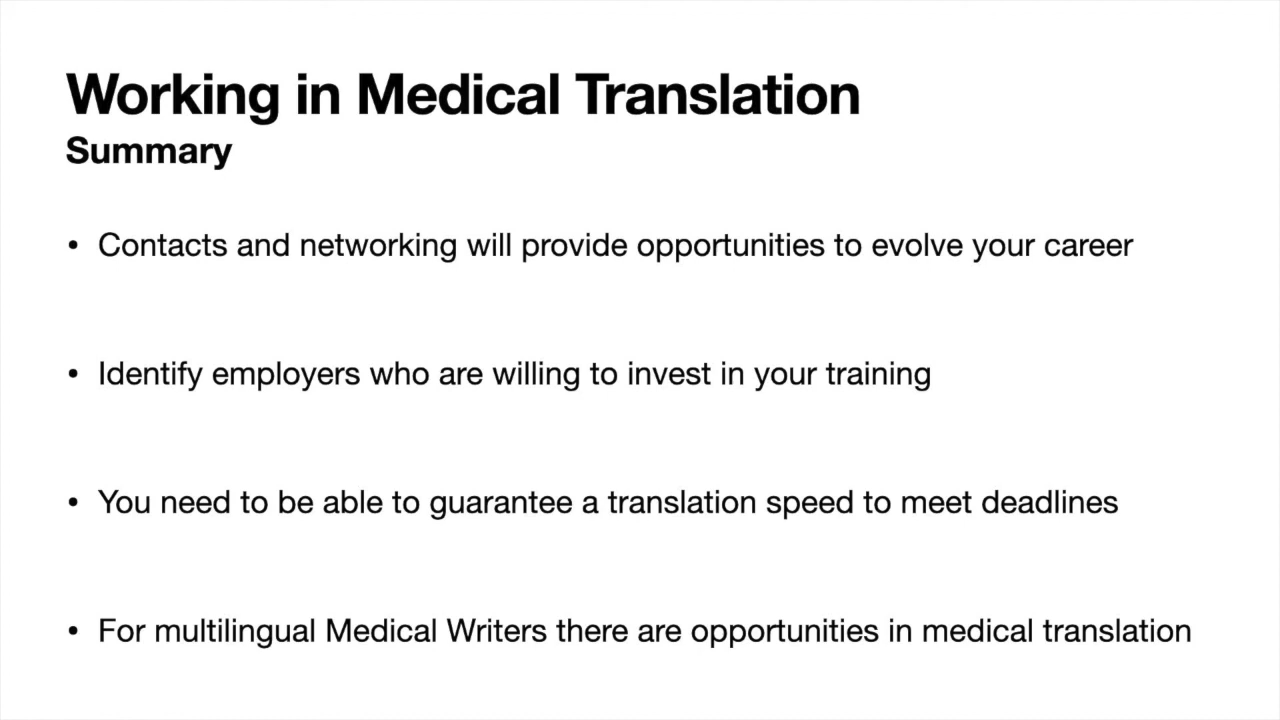 Working in Medical Translation
Summary
• Contacts and networking will provide opportunities to evolve your career
• Identify employers who are willing to invest in your training
• You need to be able to guarantee a translation speed to meet deadlines
• For multilingual Medical Writers there are opportunities in medical translation